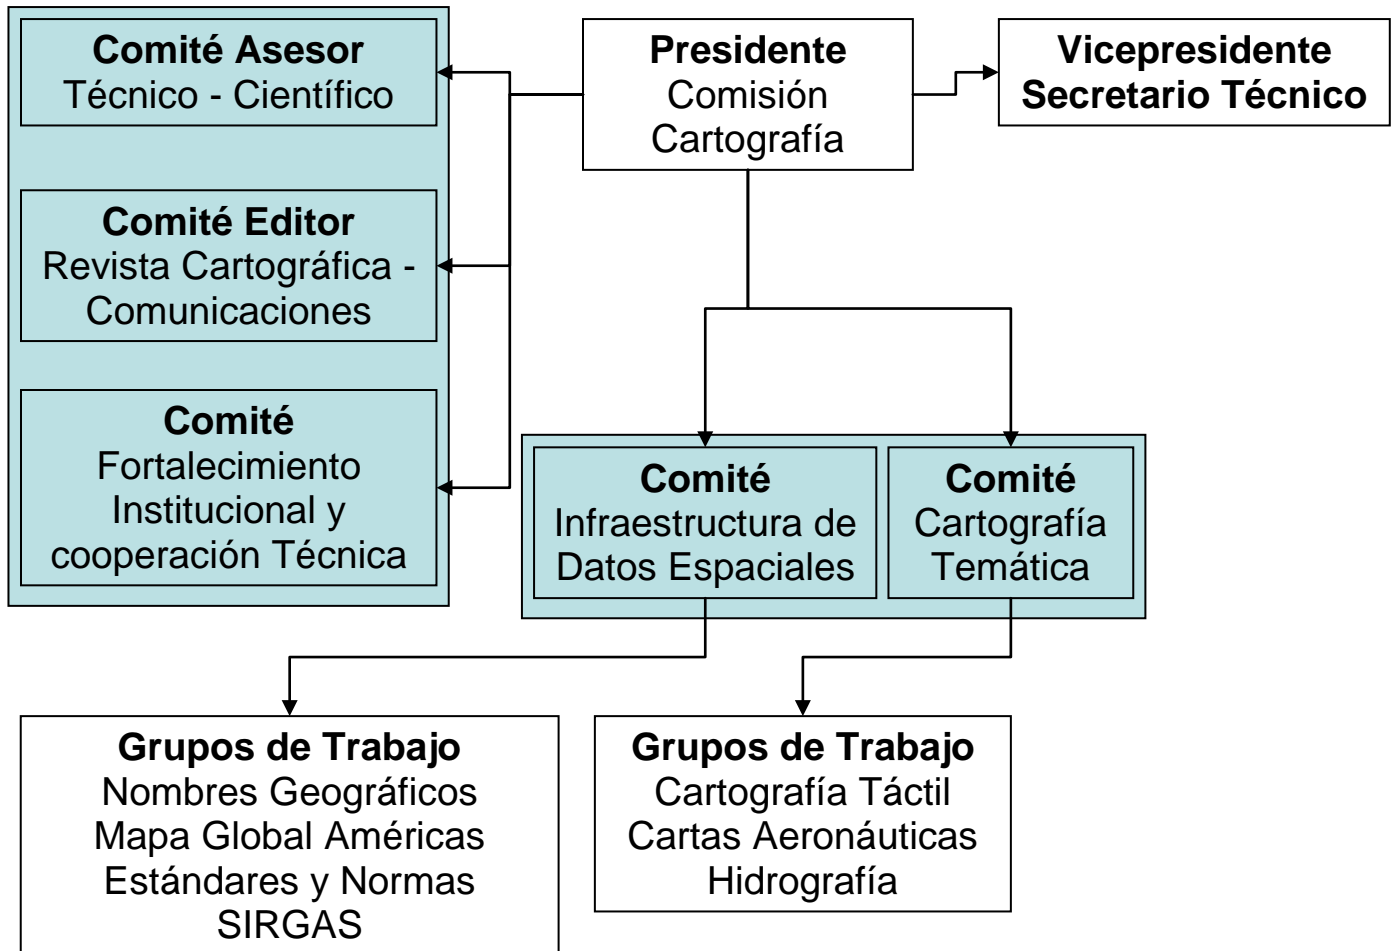 Comité Asesor
Técnico - Científico
Presidente
Comisión
Cartografía
Vicepresidente
Secretario Técnico
Comité Editor
Revista Cartográfica -
Comunicaciones
Comité
Fortalecimiento
Institucional y
cooperación Técnica
Comité
Infraestructura de
Datos Espaciales
Comité
Cartografía
Temática
Grupos de Trabajo
Nombres Geográficos
Mapa Global Américas
Estándares y Normas
SIRGAS
Grupos de Trabajo
Cartografía Táctil
Cartas Aeronáuticas
Hidrografía